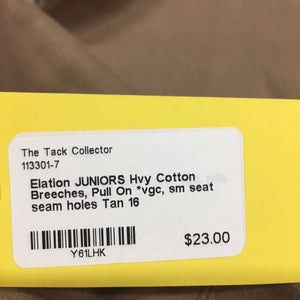 The Tack Collector
113301-7
Elation JUNIORS Hvy Cotton
Breeches, Pull On *vgc, sm seat
seam holes Tan 16
Y61LHK
$23.00